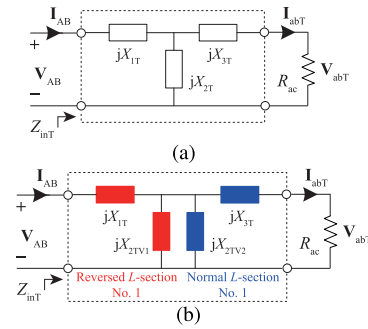 I_AB I_abT
+ jX_1T jX_3T
V_AB jX_2T R_ac V_abT
−
Z_inT
(a)
I_AB I_abT
+ jX_1T jX_3T
V_AB jX_2TV1 jX_2TV2 R_ac V_abT
−
Z_inT Reversed L-section Normal L-section
No. 1 No. 1
(b)